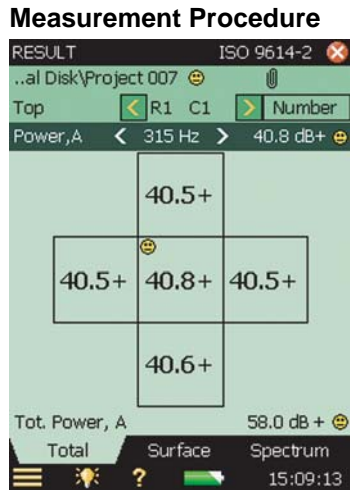 Measurement Procedure
RESULT ISO 9614-2
..al Disk\Project 007
Top < R1 C1 > Number
Power,A < 315 Hz > 40.8 dB+
40.5+
40.5+ 40.8+ 40.5+
40.6+
Tot. Power, A 58.0 dB +
Total Surface Spectrum
? 15:09:13